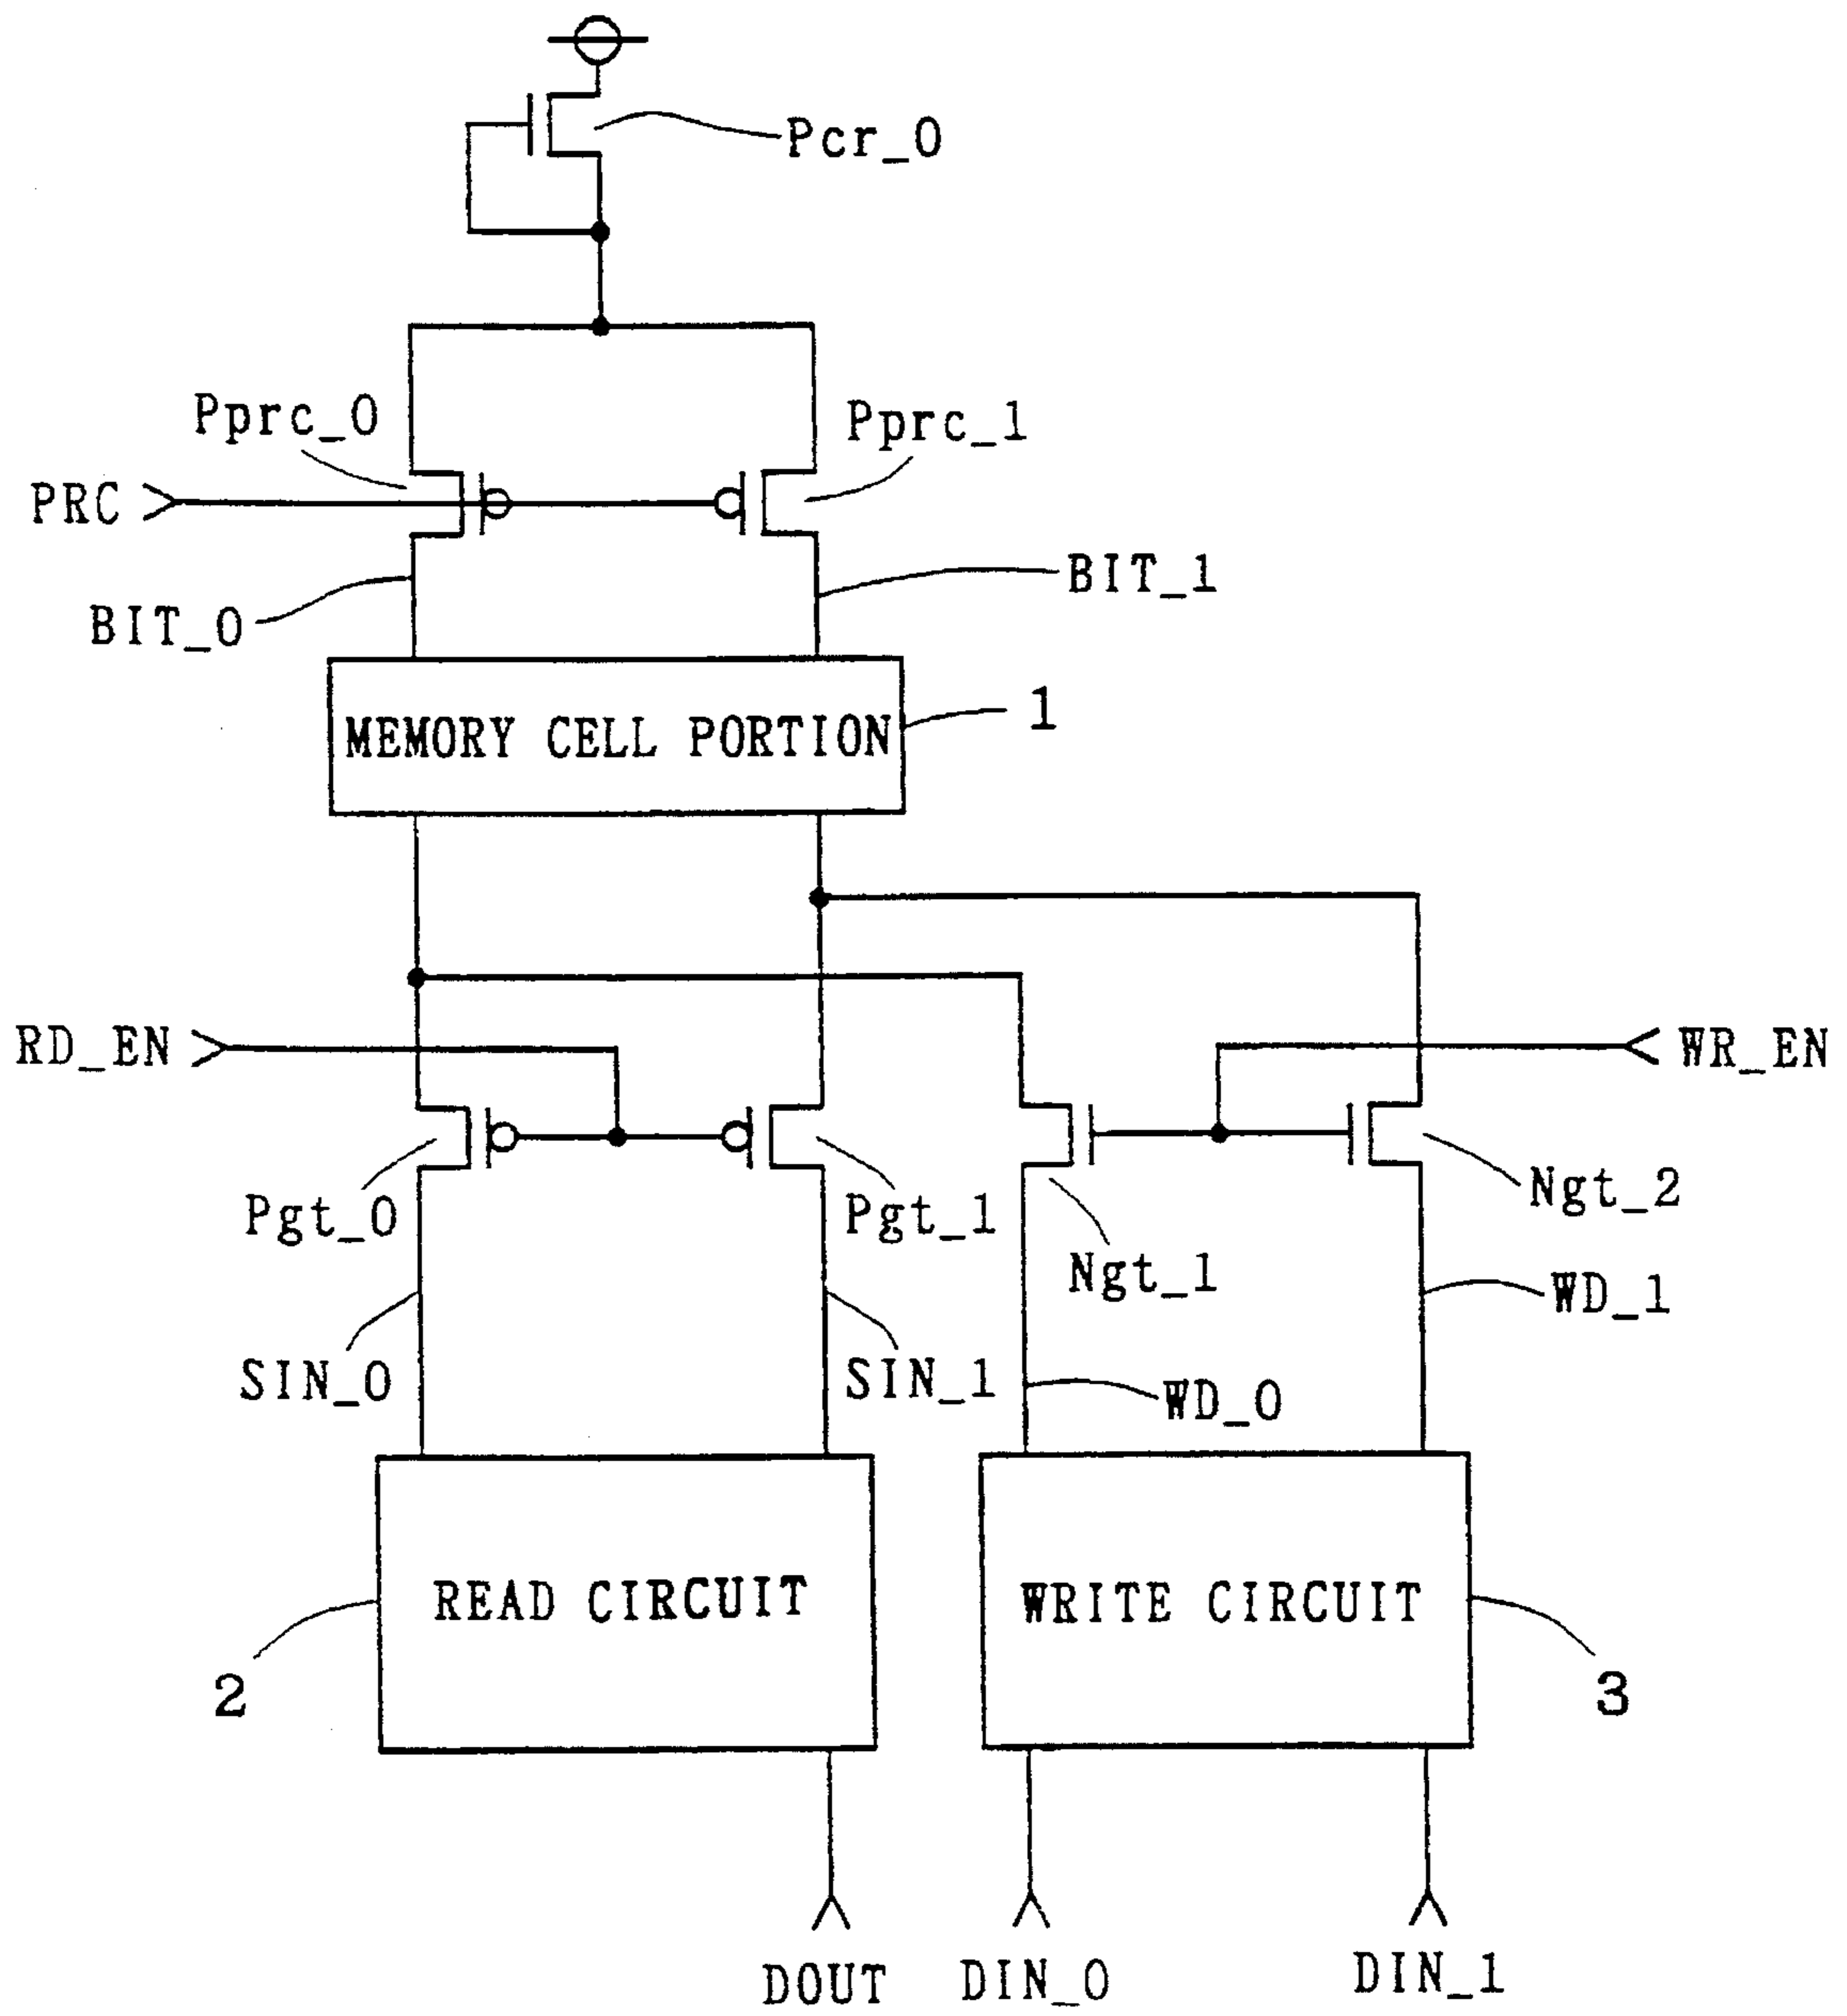 Pcr_0
Pprc_0
Pprc_1
PRC
BIT_1
BIT_0
MEMORY CELL PORTION
1
RD_EN
WR_EN
Pgt_0
Pgt_1
Ngt_2
Ngt_1
WD_1
SIN_0
SIN_1
WD_0
READ CIRCUIT
WRITE CIRCUIT
2
3
DOUT
DIN_0
DIN_1